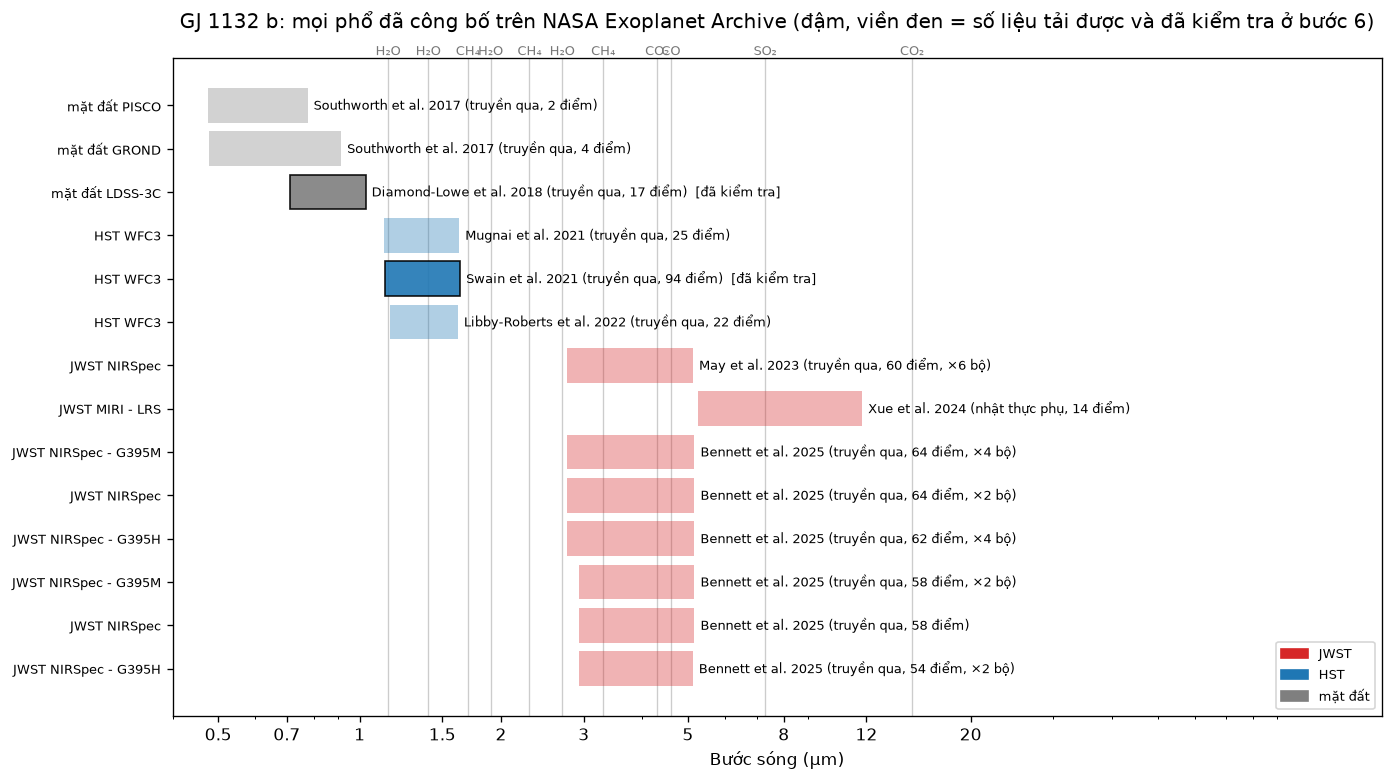 GJ 1132 b: mọi phổ đã công bố trên NASA Exoplanet Archive (đậm, viền đen = số liệu tải được và đã kiểm tra ở bước 6)
H₂O H₂O CH₄ H₂O CH₄ H₂O CH₄ CO₂ CO SO₂ CO₂
mặt đất PISCO Southworth et al. 2017 (truyền qua, 2 điểm)
mặt đất GROND Southworth et al. 2017 (truyền qua, 4 điểm)
mặt đất LDSS-3C Diamond-Lowe et al. 2018 (truyền qua, 17 điểm) [đã kiểm tra]
HST WFC3 Mugnai et al. 2021 (truyền qua, 25 điểm)
HST WFC3 Swain et al. 2021 (truyền qua, 94 điểm) [đã kiểm tra]
HST WFC3 Libby-Roberts et al. 2022 (truyền qua, 22 điểm)
JWST NIRSpec May et al. 2023 (truyền qua, 60 điểm, ×6 bộ)
JWST MIRI - LRS Xue et al. 2024 (nhật thực phụ, 14 điểm)
JWST NIRSpec - G395M Bennett et al. 2025 (truyền qua, 64 điểm, ×4 bộ)
JWST NIRSpec Bennett et al. 2025 (truyền qua, 64 điểm, ×2 bộ)
JWST NIRSpec - G395H Bennett et al. 2025 (truyền qua, 62 điểm, ×4 bộ)
JWST NIRSpec - G395M Bennett et al. 2025 (truyền qua, 58 điểm, ×2 bộ)
JWST NIRSpec Bennett et al. 2025 (truyền qua, 58 điểm)
JWST NIRSpec - G395H Bennett et al. 2025 (truyền qua, 54 điểm, ×2 bộ)
JWST
HST
mặt đất
0.5 0.7 1 1.5 2 3 5 8 12 20
Bước sóng (µm)